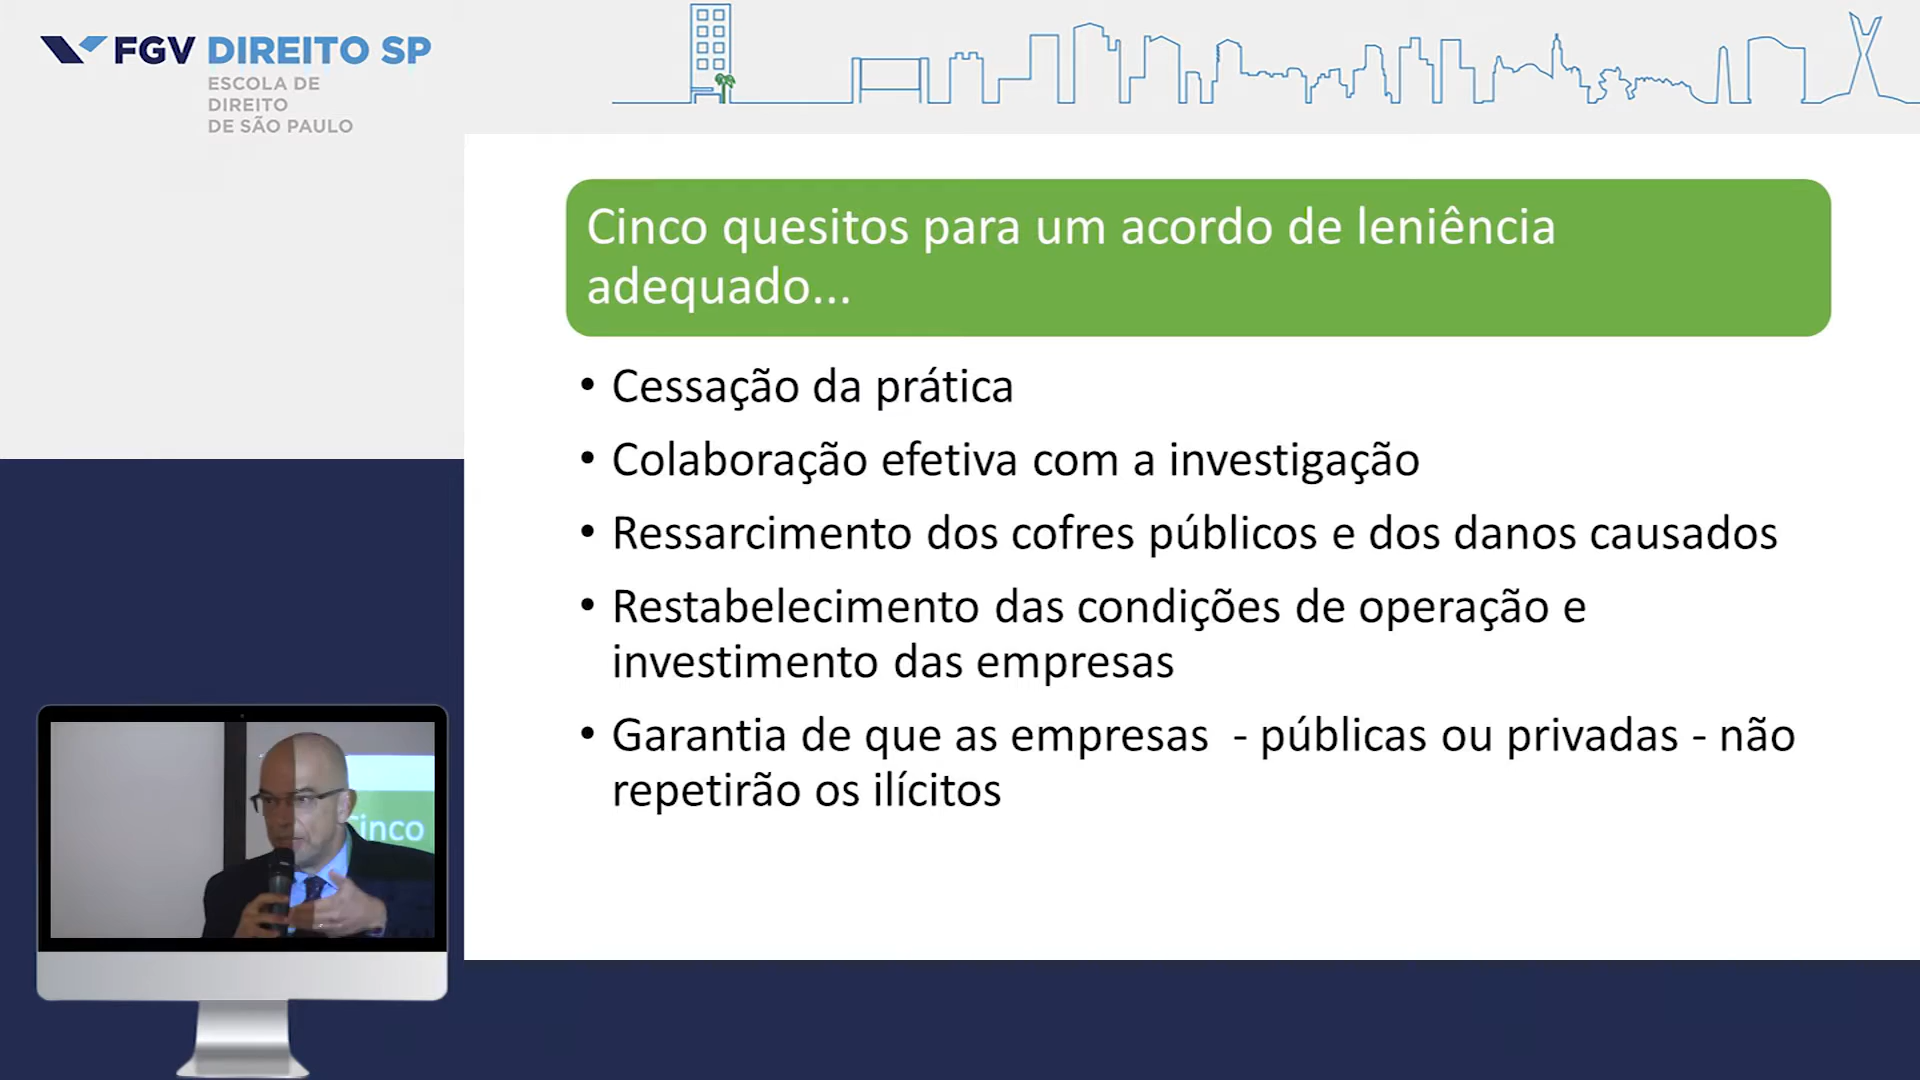 FGV DIREITO SP
ESCOLA DE
DIREITO
DE SÃO PAULO
Cinco quesitos para um acordo de leniência
adequado...
• Cessação da prática
• Colaboração efetiva com a investigação
• Ressarcimento dos cofres públicos e dos danos causados
• Restabelecimento das condições de operação e
investimento das empresas
• Garantia de que as empresas  - públicas ou privadas - não
repetirão os ilícitos
Cinco